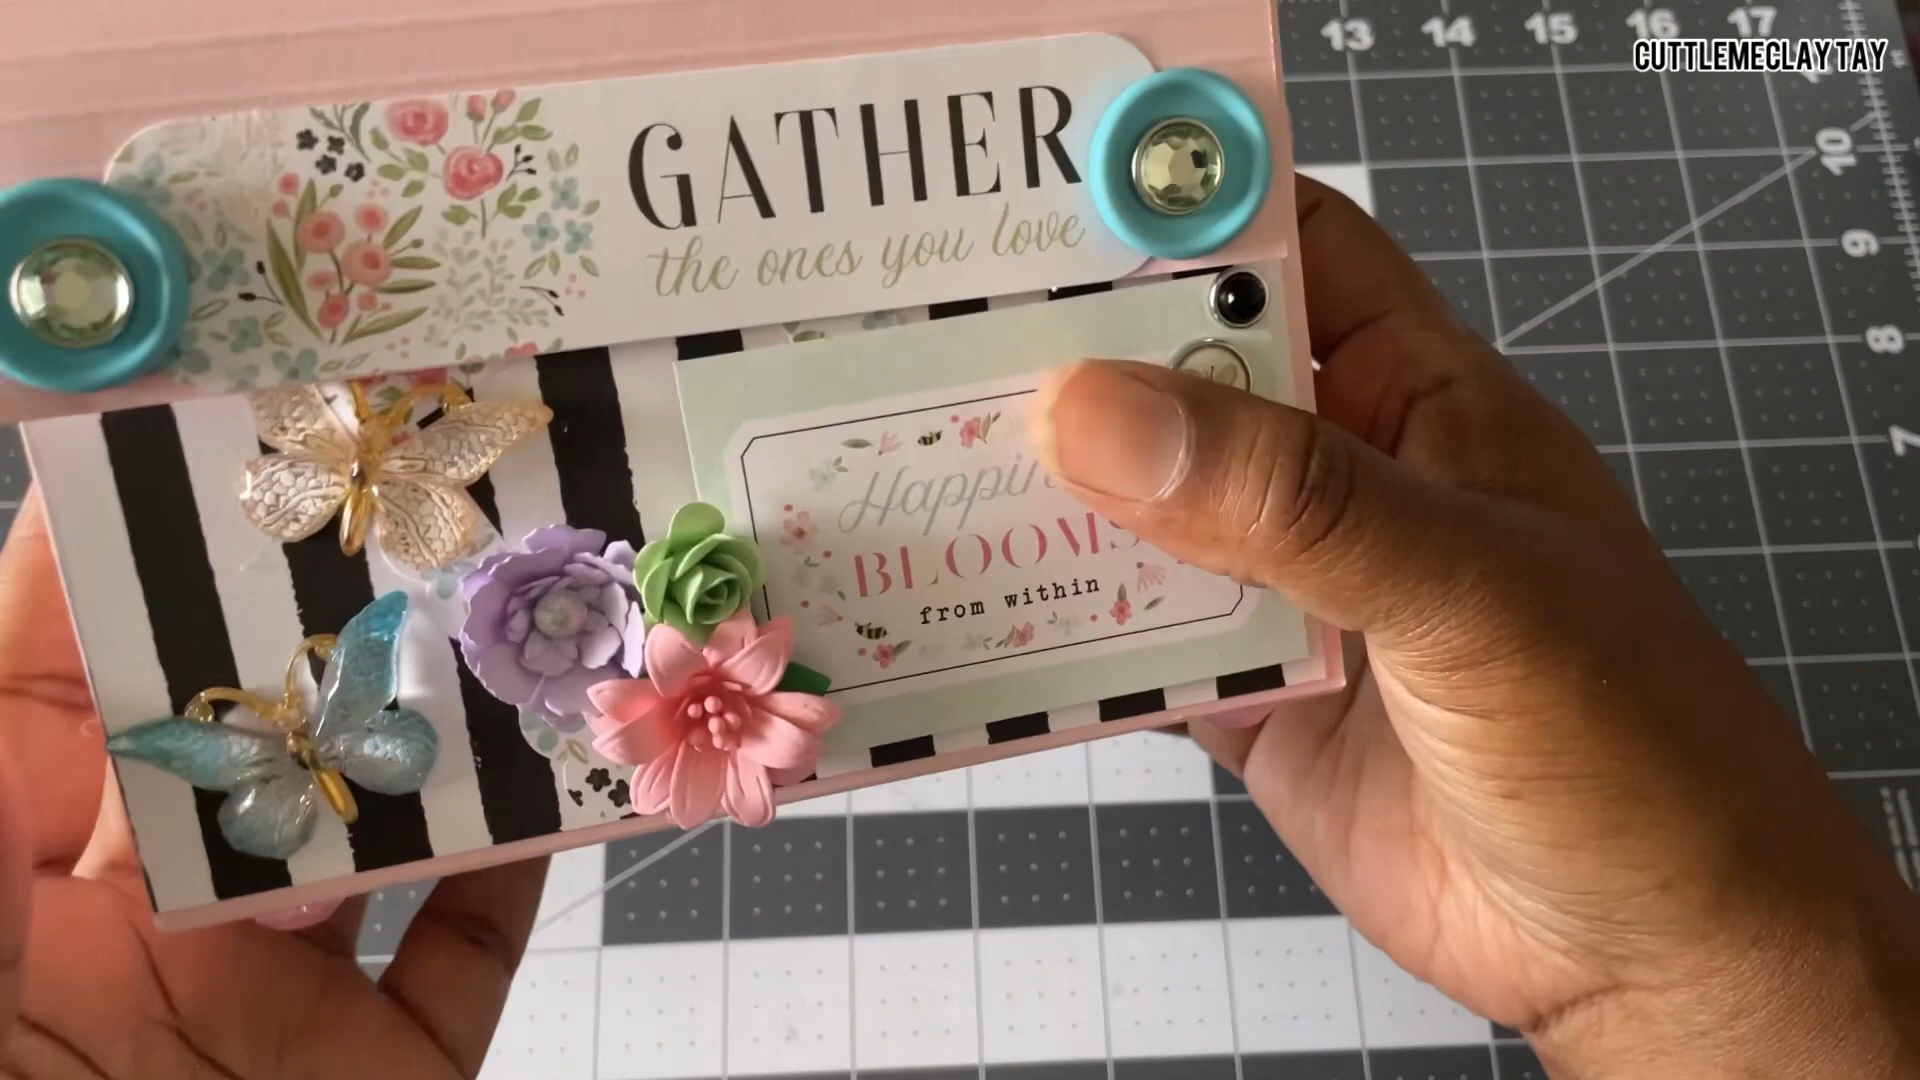 13 14 15 16 17
CUTTLEMECLAYTAY
GATHER
the ones you love
10
9
8
7
BLOOMS
from within